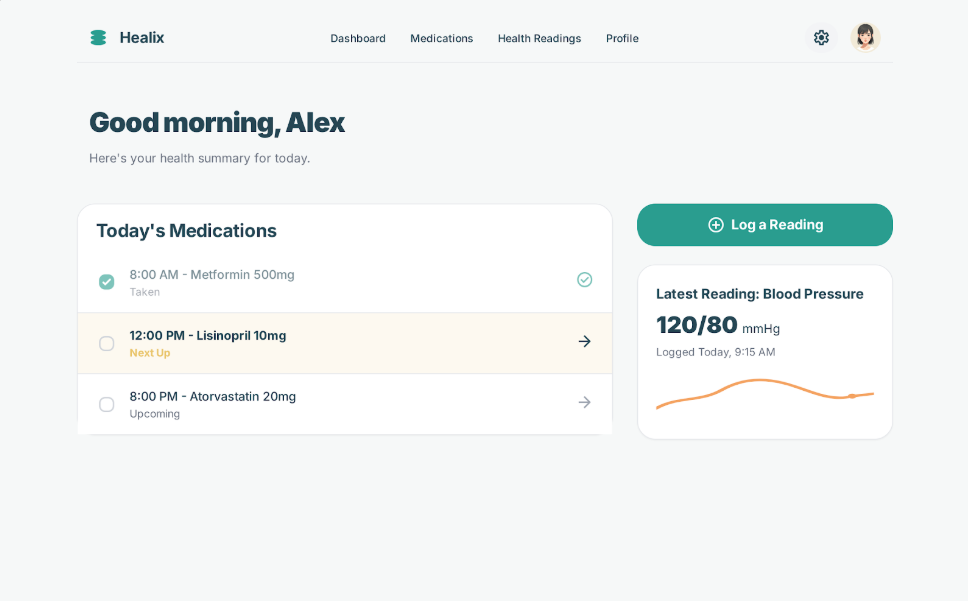 Healix
Dashboard
Medications
Health Readings
Profile
Good morning, Alex
Here's your health summary for today.
Today's Medications
8:00 AM - Metformin 500mg
Taken
12:00 PM - Lisinopril 10mg
Next Up
8:00 PM - Atorvastatin 20mg
Upcoming
Log a Reading
Latest Reading: Blood Pressure
120/80 mmHg
Logged Today, 9:15 AM